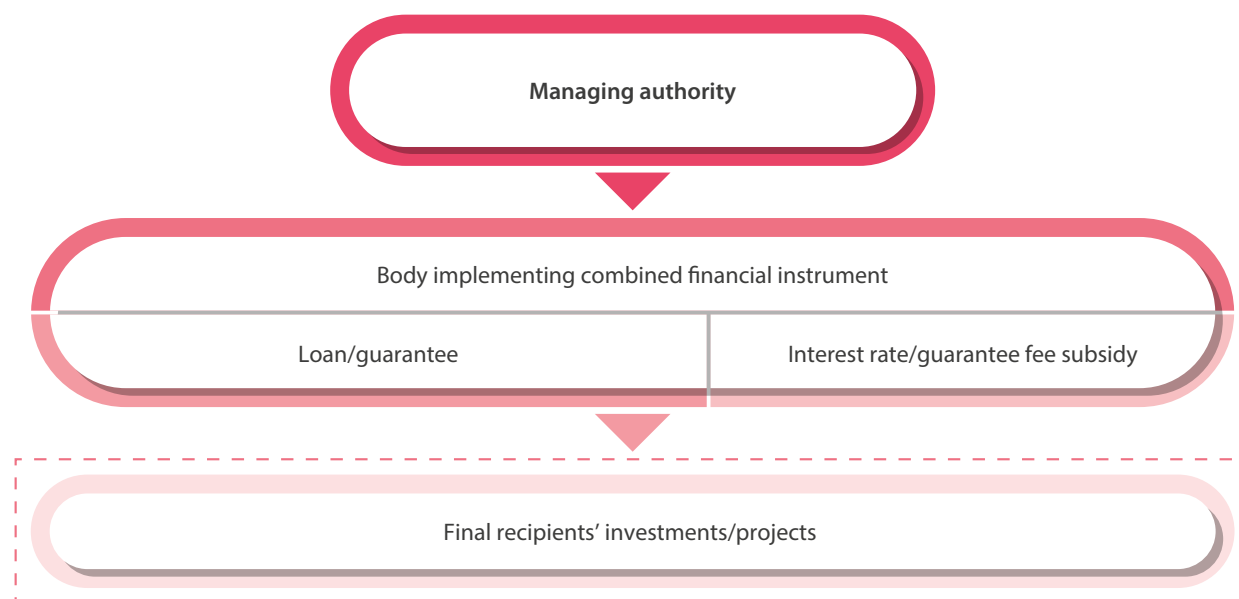 Managing authority
Body implementing combined financial instrument
Loan/guarantee
Interest rate/guarantee fee subsidy
Final recipients’ investments/projects